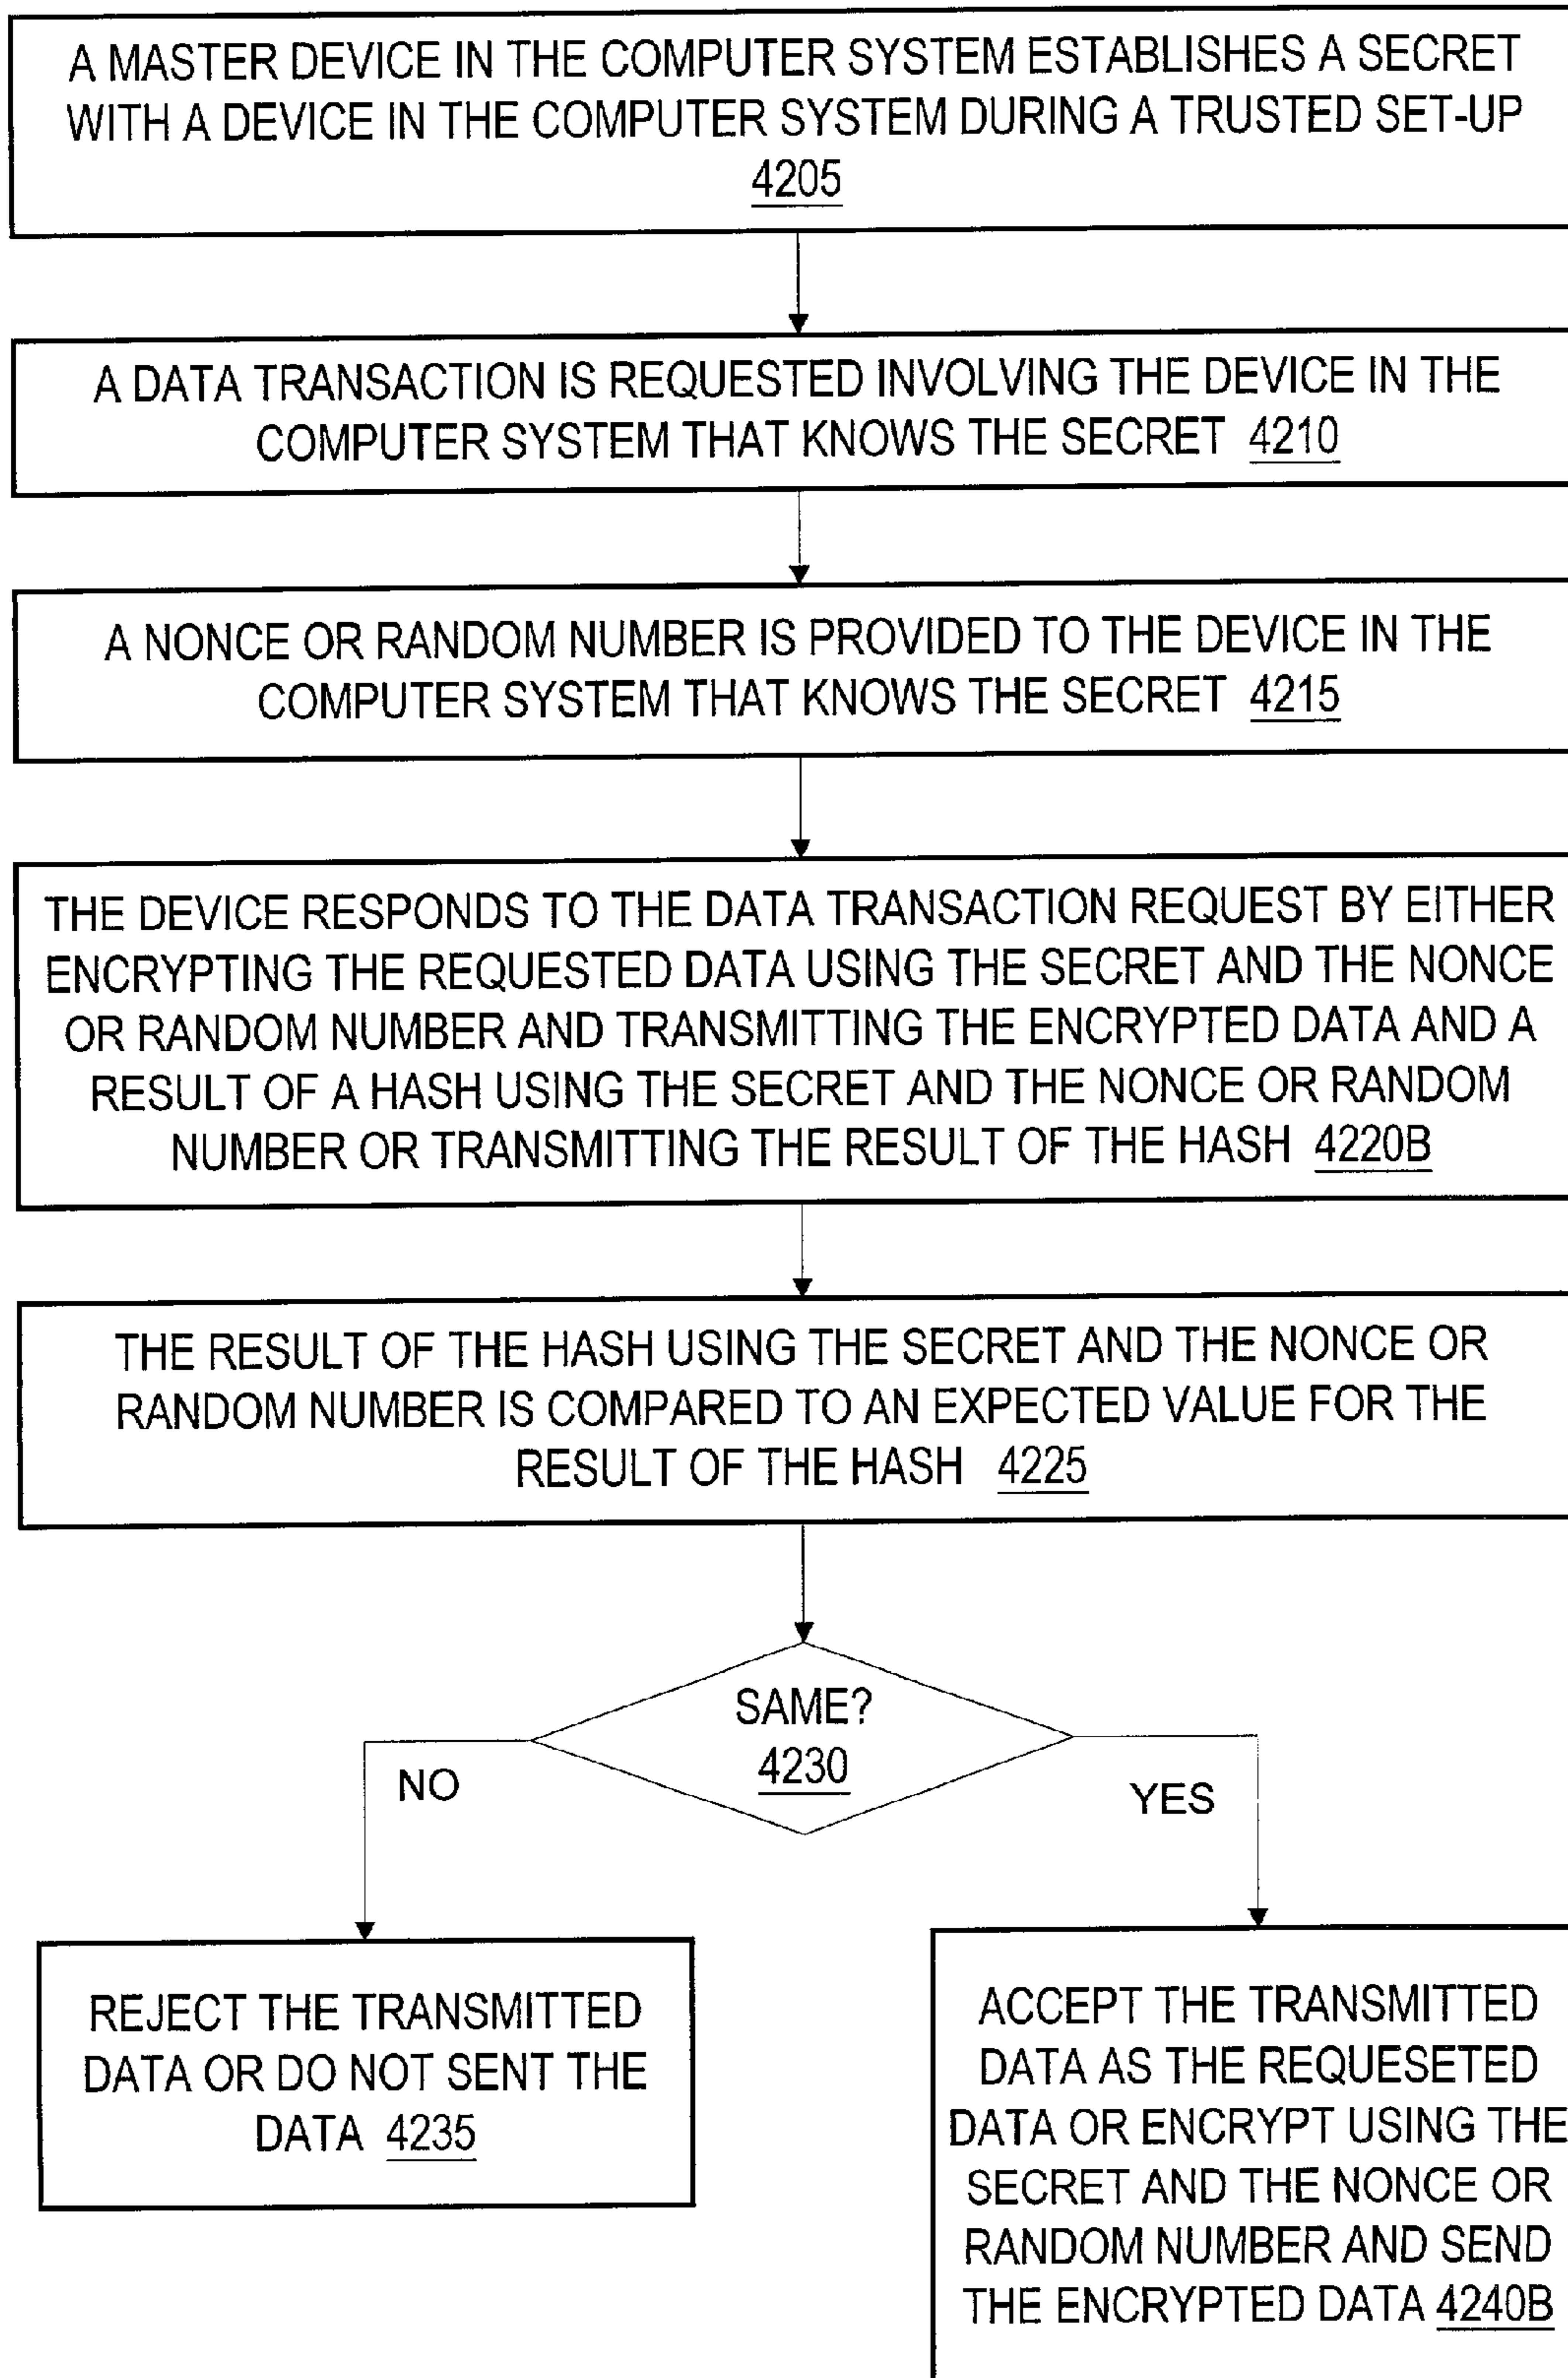 A MASTER DEVICE IN THE COMPUTER SYSTEM ESTABLISHES A SECRET
WITH A DEVICE IN THE COMPUTER SYSTEM DURING A TRUSTED SET-UP
4205
A DATA TRANSACTION IS REQUESTED INVOLVING THE DEVICE IN THE
COMPUTER SYSTEM THAT KNOWS THE SECRET 4210
A NONCE OR RANDOM NUMBER IS PROVIDED TO THE DEVICE IN THE
COMPUTER SYSTEM THAT KNOWS THE SECRET 4215
THE DEVICE RESPONDS TO THE DATA TRANSACTION REQUEST BY EITHER
ENCRYPTING THE REQUESTED DATA USING THE SECRET AND THE NONCE
OR RANDOM NUMBER AND TRANSMITTING THE ENCRYPTED DATA AND A
RESULT OF A HASH USING THE SECRET AND THE NONCE OR RANDOM
NUMBER OR TRANSMITTING THE RESULT OF THE HASH 4220B
THE RESULT OF THE HASH USING THE SECRET AND THE NONCE OR
RANDOM NUMBER IS COMPARED TO AN EXPECTED VALUE FOR THE
RESULT OF THE HASH 4225
SAME?
4230
NO
YES
REJECT THE TRANSMITTED
DATA OR DO NOT SENT THE
DATA 4235
ACCEPT THE TRANSMITTED
DATA AS THE REQUESETED
DATA OR ENCRYPT USING THE
SECRET AND THE NONCE OR
RANDOM NUMBER AND SEND
THE ENCRYPTED DATA 4240B